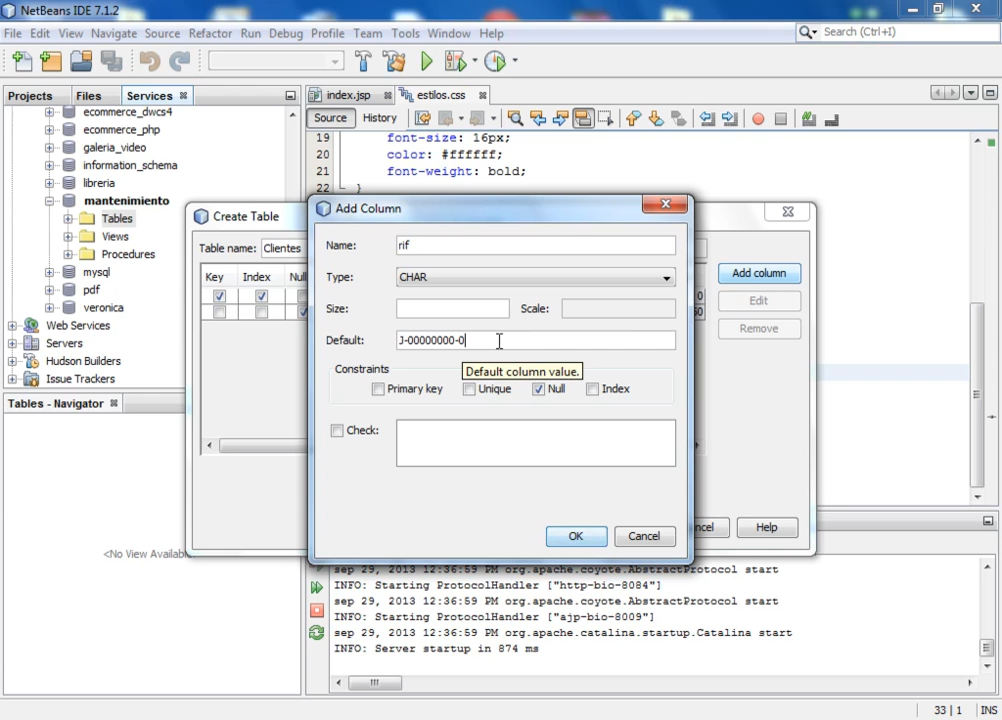 NetBeans IDE 7.1.2
File Edit View Navigate Source Refactor Run Debug Profile Team Tools Window Help
Search (Ctrl+I)
Projects Files Services
index.jsp estilos.css
Source History
ecommerce_dwcs4
ecommerce_php
galeria_video
information_schema
libreria
mantenimiento
Tables
Views
Procedures
mysql
pdf
veronica
Web Services
Servers
Hudson Builders
Issue Trackers
Tables - Navigator
<No View Availab
19 font-size: 16px;
20 color: #ffffff;
21 font-weight: bold;
22 }
Create Table
Table name: Clientes
Key Index Null
0
50
Add column
Edit
Remove
ncel
Help
Add Column
Name: rif
Type: CHAR
Size: Scale:
Default: J-00000000-0
Default column value.
Constraints
Primary key Unique Null Index
Check:
OK Cancel
sep 29, 2013 12:36:59 PM org.apache.coyote.AbstractProtocol start
INFO: Starting ProtocolHandler ["http-bio-8084"]
sep 29, 2013 12:36:59 PM org.apache.coyote.AbstractProtocol start
INFO: Starting ProtocolHandler ["ajp-bio-8009"]
sep 29, 2013 12:36:59 PM org.apache.catalina.startup.Catalina start
INFO: Server startup in 874 ms
33 | 1 INS